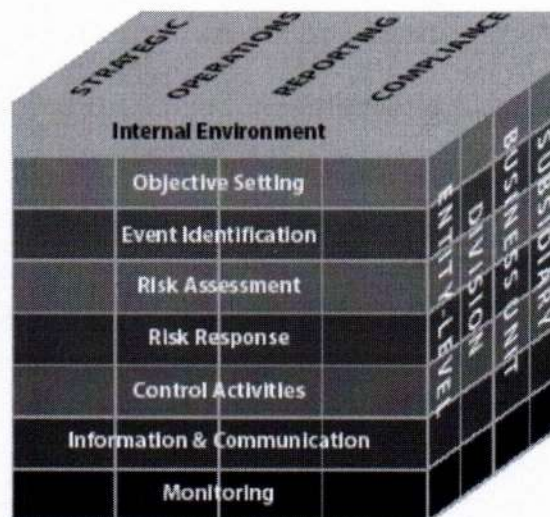 STRATEGIC
OPERATIONS
REPORTING
COMPLIANCE
Internal Environment
Objective Setting
Event Identification
Risk Assessment
Risk Response
Control Activities
Information & Communication
Monitoring
ENTITY-LEVEL
DIVISION
BUSINESS UNIT
SUBSIDIARY